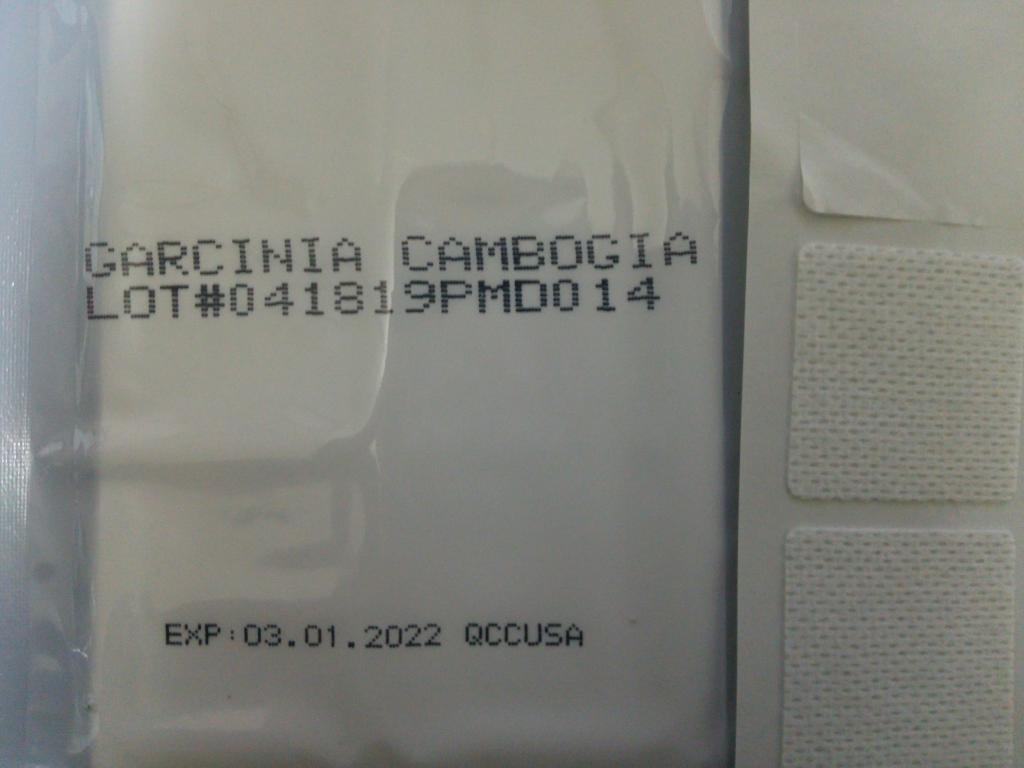 GARCINIA CAMBOGIA
LOT#041819PMD014
EXP:03.01.2022 QCCUSA